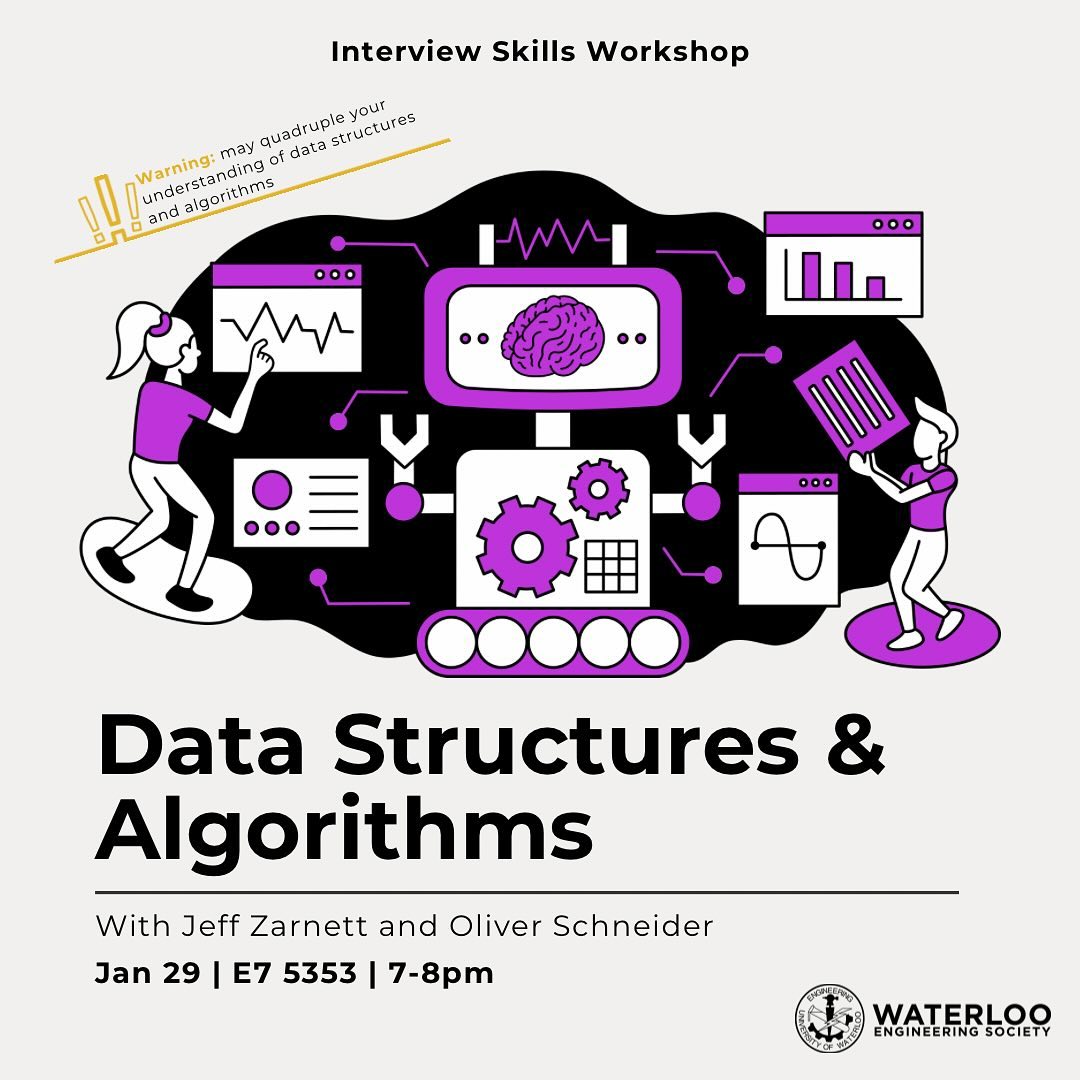 Interview Skills Workshop
Warning: may quadruple your
understanding of data structures
and algorithms
Data Structures &
Algorithms
With Jeff Zarnett and Oliver Schneider
Jan 29 | E7 5353 | 7-8pm
ENGINEERING
UNIVERSITY OF WATERLOO
WATERLOO
ENGINEERING SOCIETY